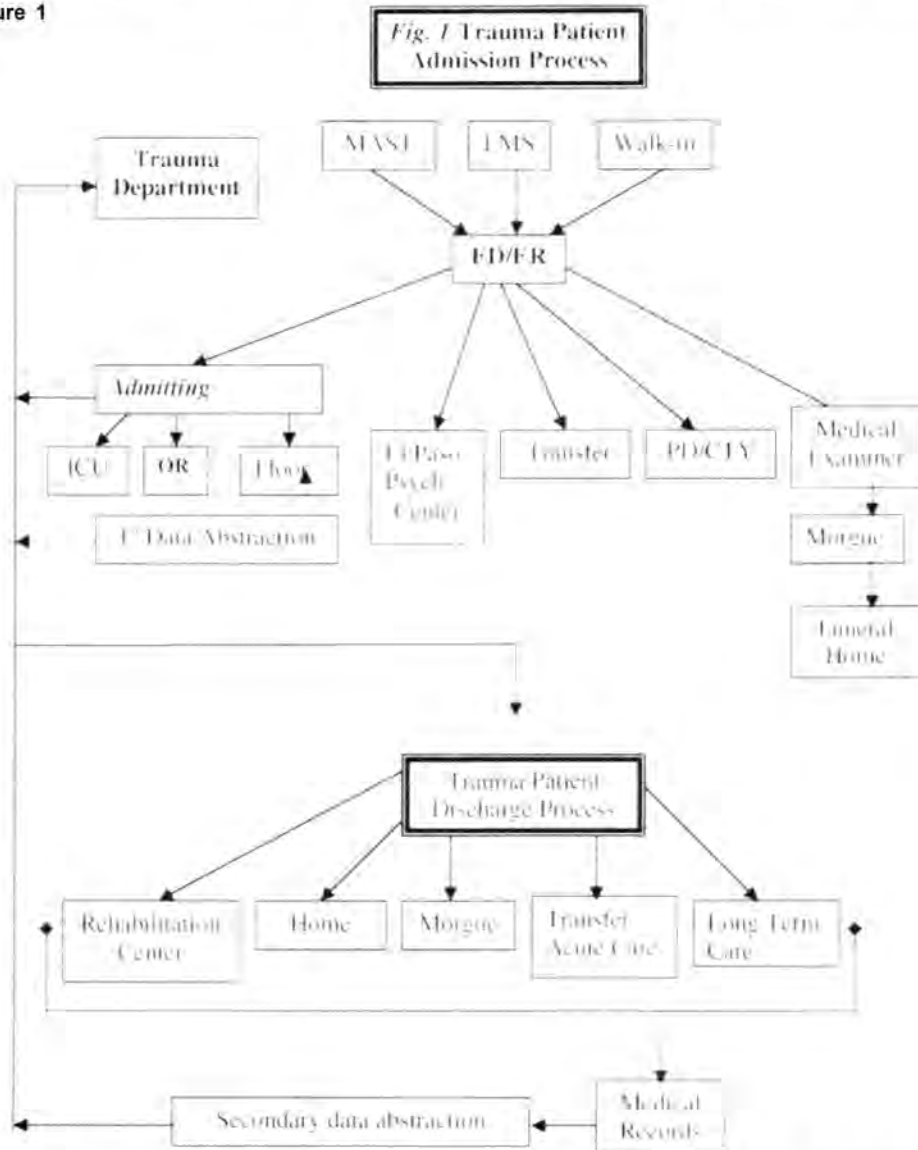 ure 1
Fig. 1 Trauma Patient
Admission Process
MAST
EMS
Walk-in
Trauma
Department
ED/ER
Admitting
ICU
OR
Floor
El Paso
Psych
Center
Transfer
PD/CTY
Medical
Examiner
1º Data Abstraction
Morgue
Funeral
Home
Trauma Patient
Discharge Process
Rehabilitation
Center
Home
Morgue
Transfer
Acute Care
Long Term
Care
Secondary data abstraction
Medical
Records